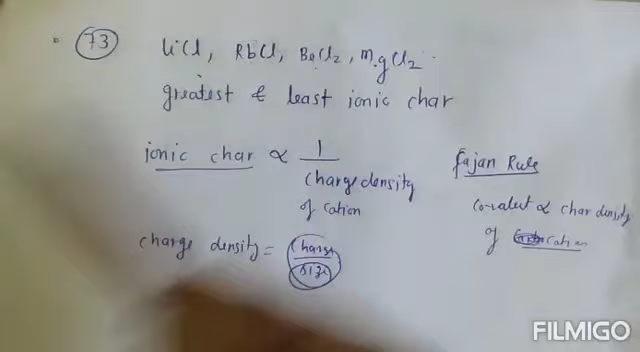 73
LiCl, RbCl, BeCl2, MgCl2
greatest & least ionic char
ionic char ∝ 1
charge density
of cation
Fajan Rule
covalent ∝ char density
of cation
charge density = charge
size
FILMIGO